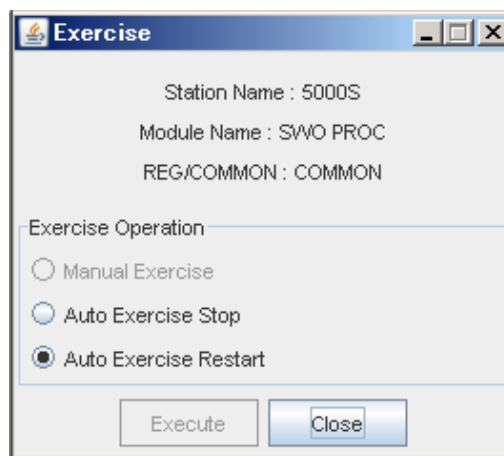 Exercise
Station Name : 5000S
Module Name : SWO PROC
REG/COMMON : COMMON
Exercise Operation
Manual Exercise
Auto Exercise Stop
Auto Exercise Restart
Execute
Close